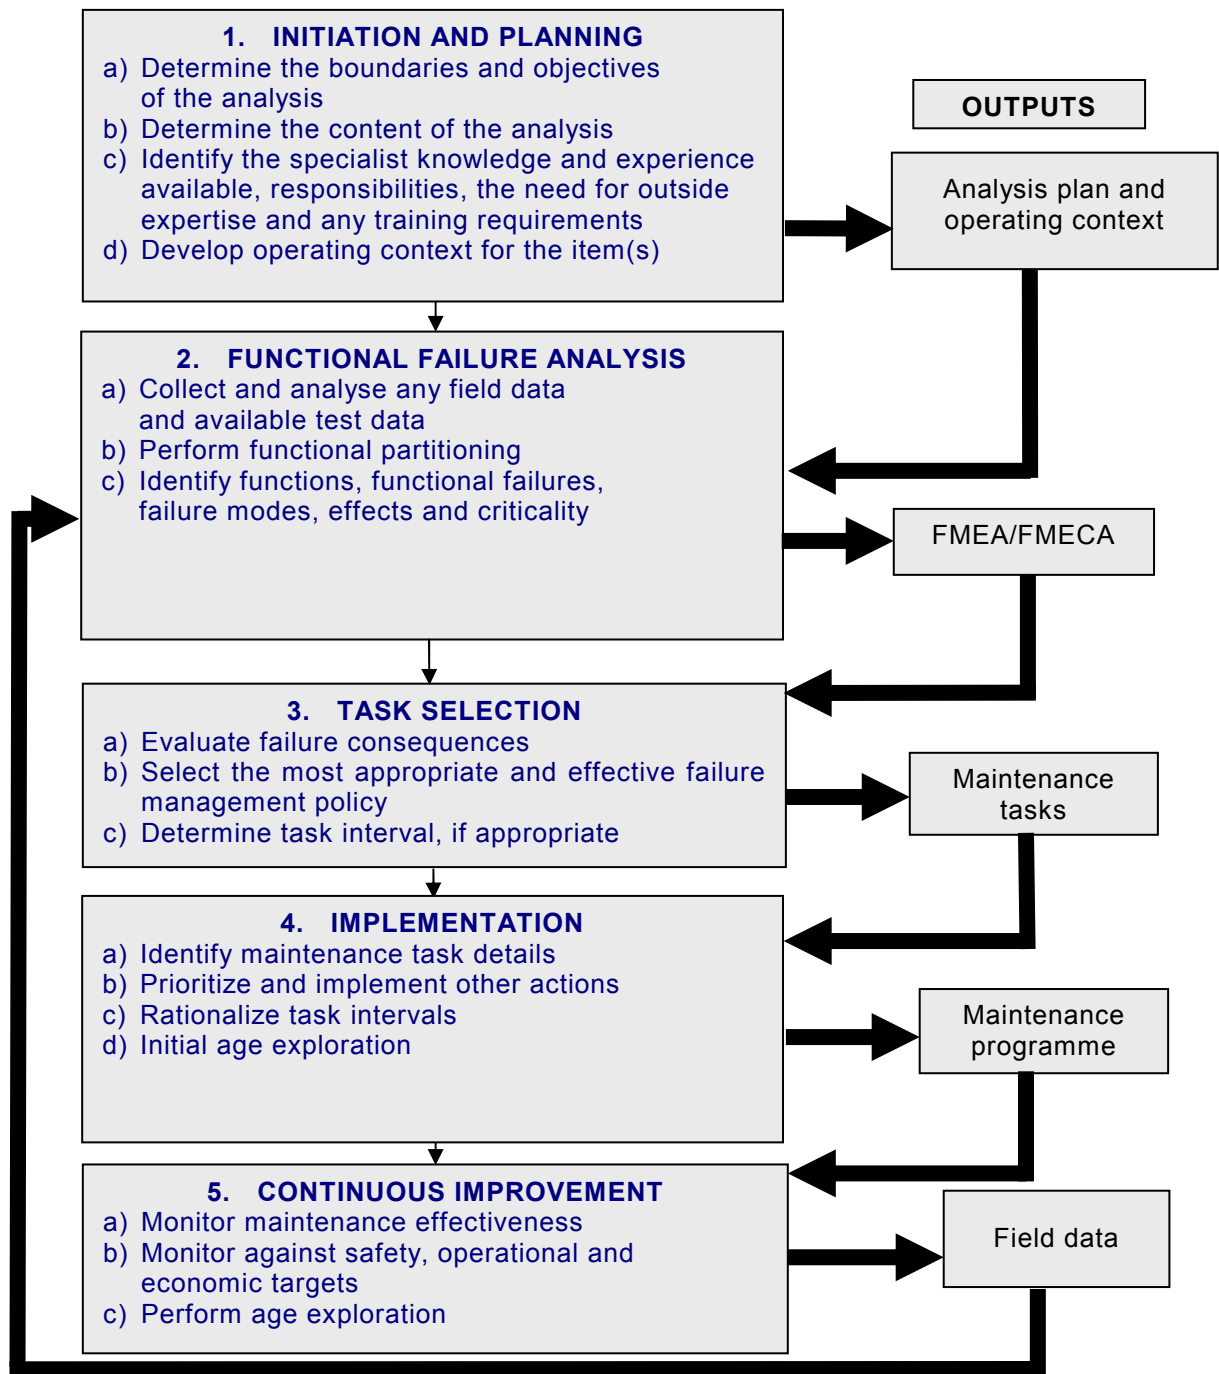 1. INITIATION AND PLANNING
a) Determine the boundaries and objectives
of the analysis
b) Determine the content of the analysis
c) Identify the specialist knowledge and experience
available, responsibilities, the need for outside
expertise and any training requirements
d) Develop operating context for the item(s)
OUTPUTS
Analysis plan and
operating context
2. FUNCTIONAL FAILURE ANALYSIS
a) Collect and analyse any field data
and available test data
b) Perform functional partitioning
c) Identify functions, functional failures,
failure modes, effects and criticality
FMEA/FMECA
3. TASK SELECTION
a) Evaluate failure consequences
b) Select the most appropriate and effective failure
management policy
c) Determine task interval, if appropriate
Maintenance
tasks
4. IMPLEMENTATION
a) Identify maintenance task details
b) Prioritize and implement other actions
c) Rationalize task intervals
d) Initial age exploration
Maintenance
programme
5. CONTINUOUS IMPROVEMENT
a) Monitor maintenance effectiveness
b) Monitor against safety, operational and
economic targets
c) Perform age exploration
Field data